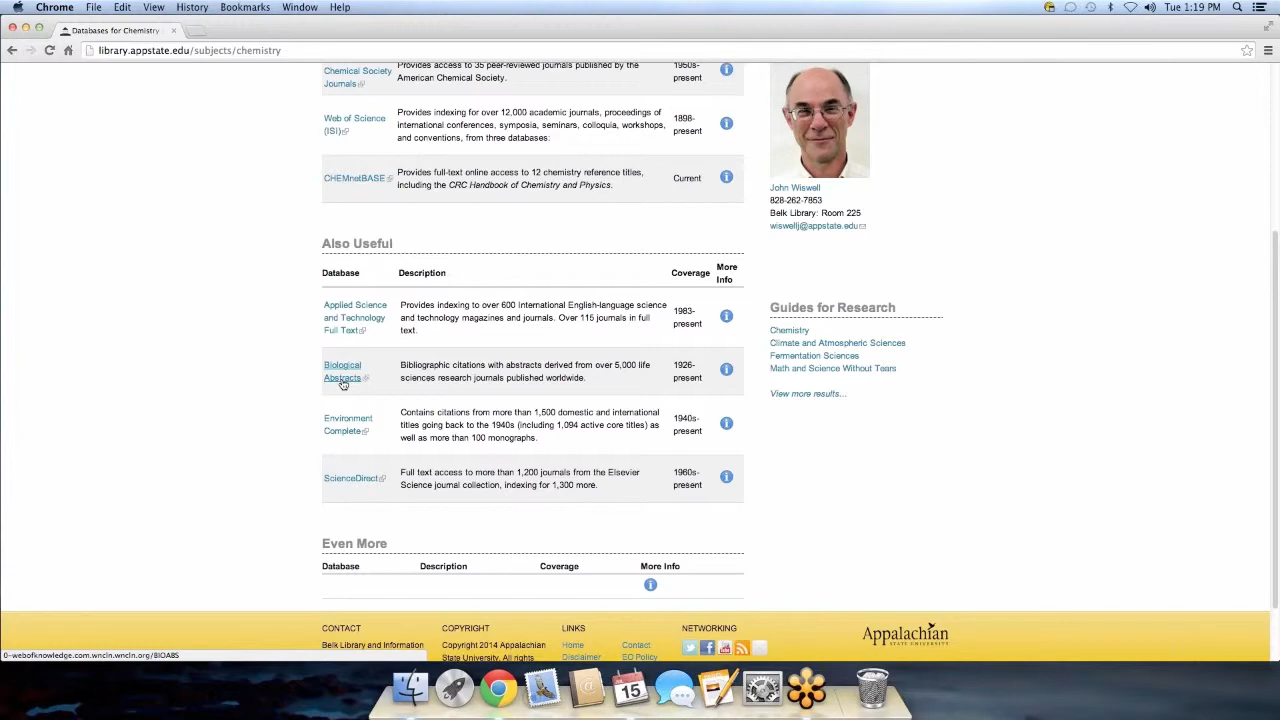 Chrome File Edit View History Bookmarks Window Help Tue 1:19 PM
Databases for Chemistry
library.appstate.edu/subjects/chemistry
Chemical Society
Journals
Provides access to 35 peer-reviewed journals published by the
American Chemical Society.
1950s-
present
Web of Science
(ISI)
Provides indexing for over 12,000 academic journals, proceedings of
international conferences, symposia, seminars, colloquia, workshops,
and conventions, from three databases:
1898-
present
CHEMnetBASE
Provides full-text online access to 12 chemistry reference titles,
including the CRC Handbook of Chemistry and Physics.
Current
Also Useful
Database Description Coverage More
Info
Applied Science
and Technology
Full Text
Provides indexing to over 600 International English-language science
and technology magazines and journals. Over 115 journals in full
text.
1983-
present
Biological
Abstracts
Bibliographic citations with abstracts derived from over 5,000 life
sciences research journals published worldwide.
1926-
present
Environment
Complete
Contains citations from more than 1,500 domestic and international
titles going back to the 1940s (including 1,094 active core titles) as
well as more than 100 monographs.
1940s-
present
ScienceDirect
Full text access to more than 1,200 journals from the Elsevier
Science journal collection, indexing for 1,300 more.
1960s-
present
Even More
Database Description Coverage More Info
John Wiswell
828-262-7853
Belk Library: Room 225
wiswellj@appstate.edu
Guides for Research
Chemistry
Climate and Atmospheric Sciences
Fermentation Sciences
Math and Science Without Tears
View more results...
CONTACT
Belk Library and Information
COPYRIGHT
Copyright 2014 Appalachian
State University. All rights
LINKS
Home
Disclaimer
Contact
EO Policy
NETWORKING
Appalachian
STATE UNIVERSITY
0-webofknowledge.com.wncln.wncln.org/BIOABS
15